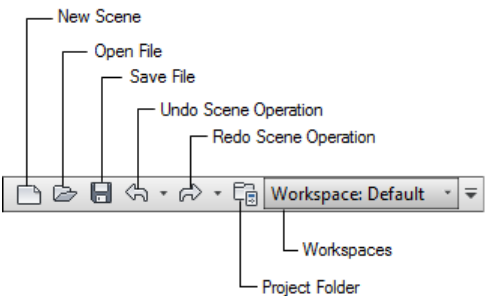 New Scene
Open File
Save File
Undo Scene Operation
Redo Scene Operation
Workspace: Default
Workspaces
Project Folder